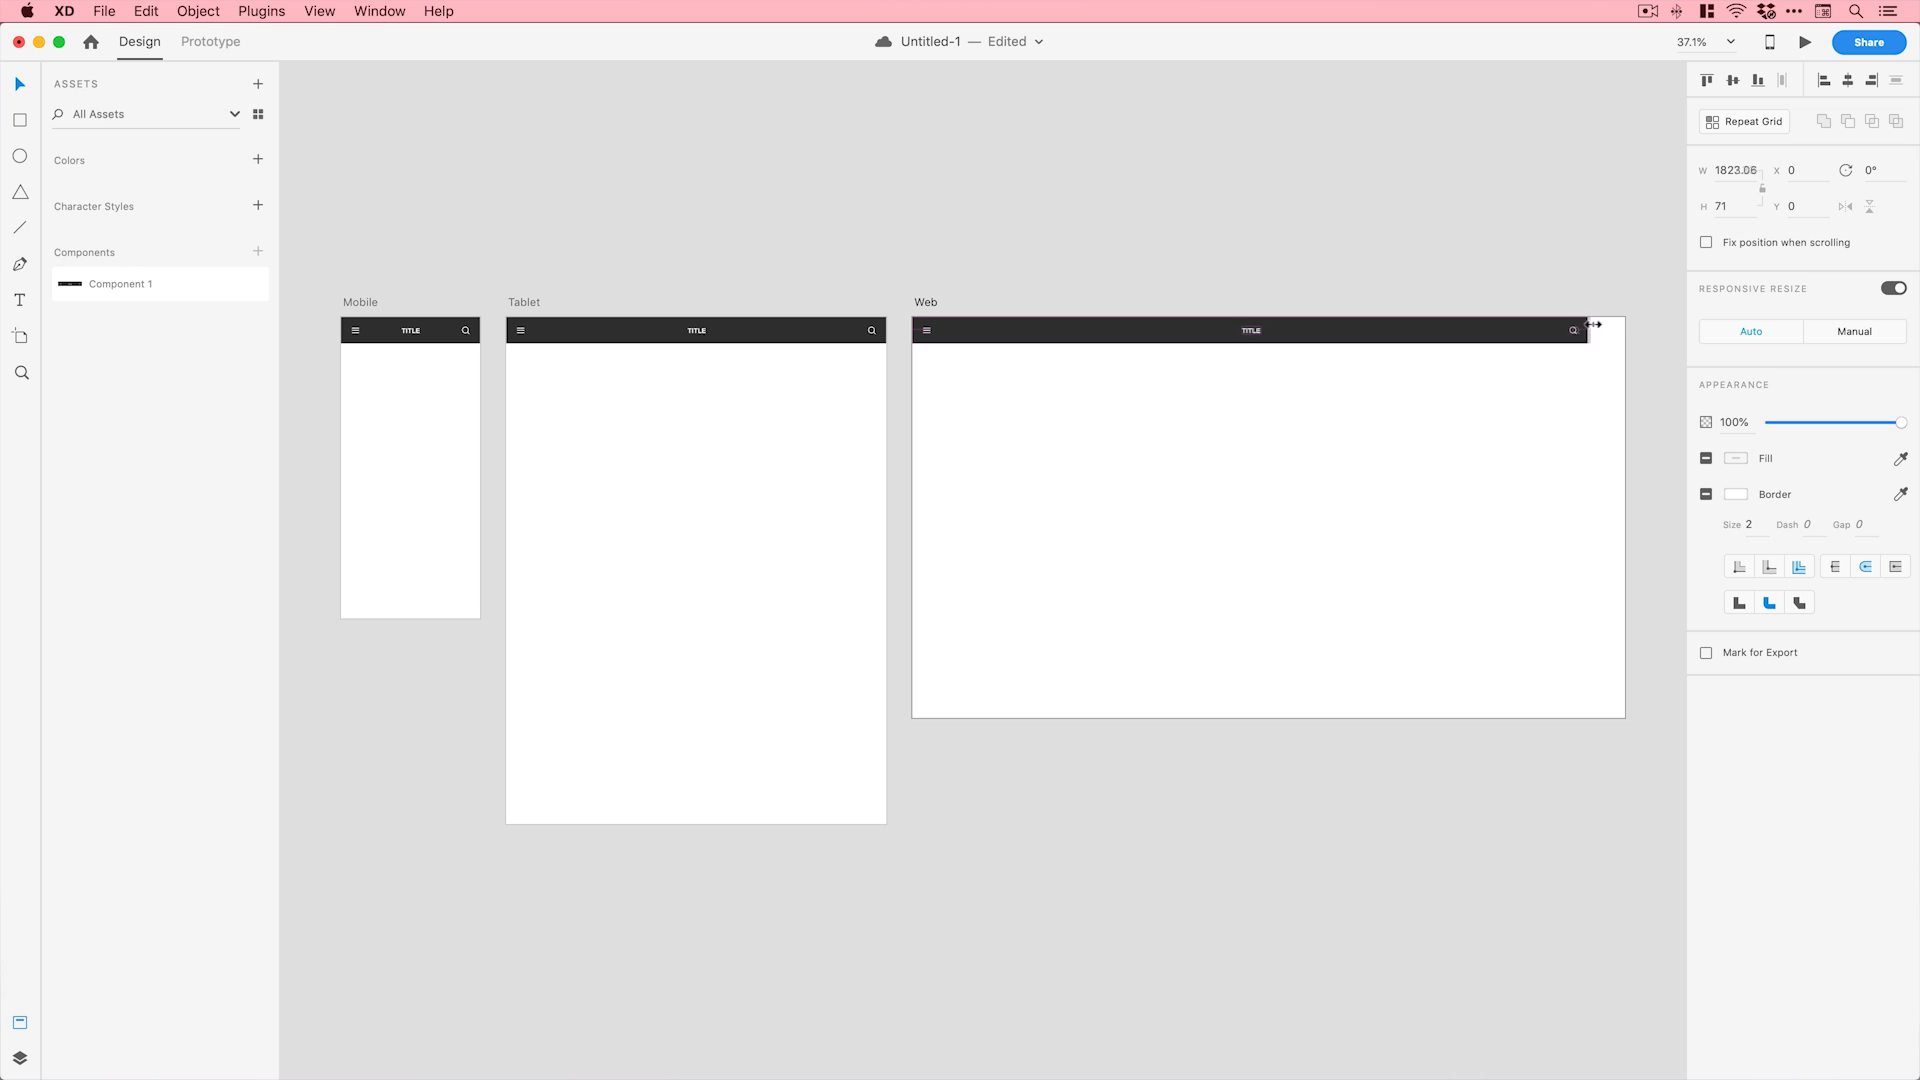 XD File Edit Object Plugins View Window Help
Design Prototype
Untitled-1 — Edited
37.1%
Share
ASSETS
All Assets
Colors
Character Styles
Components
Component 1
Mobile
TITLE
Tablet
TITLE
Web
TITLE
Repeat Grid
W 1823.06 X 0 0°
H 71 Y 0
Fix position when scrolling
RESPONSIVE RESIZE
Auto Manual
APPEARANCE
100%
Fill
Border
Size 2 Dash 0 Gap 0
Mark for Export